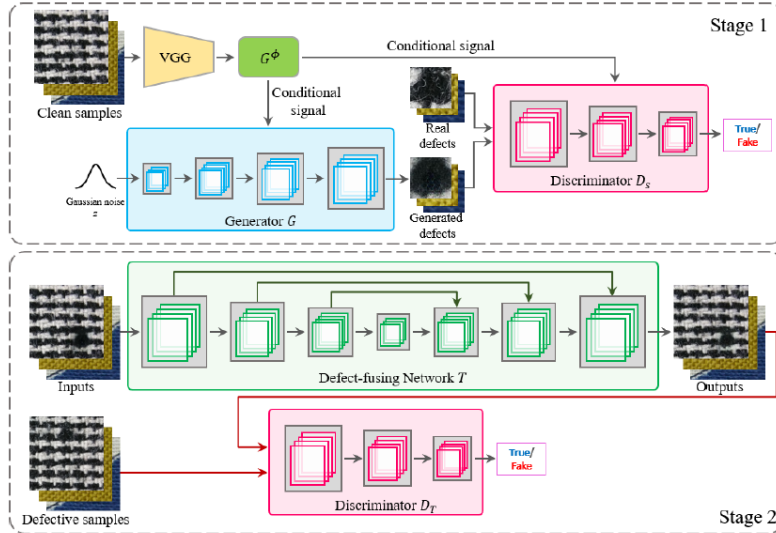 Stage 1
VGG
G^ϕ
Conditional signal
Clean samples
Conditional
signal
Real
defects
True/
Fake
Discriminator D_S
Gaussian noise
z
Generator G
Generated
defects
Inputs
Defect-fusing Network T
Outputs
True/
Fake
Defective samples
Discriminator D_T
Stage 2